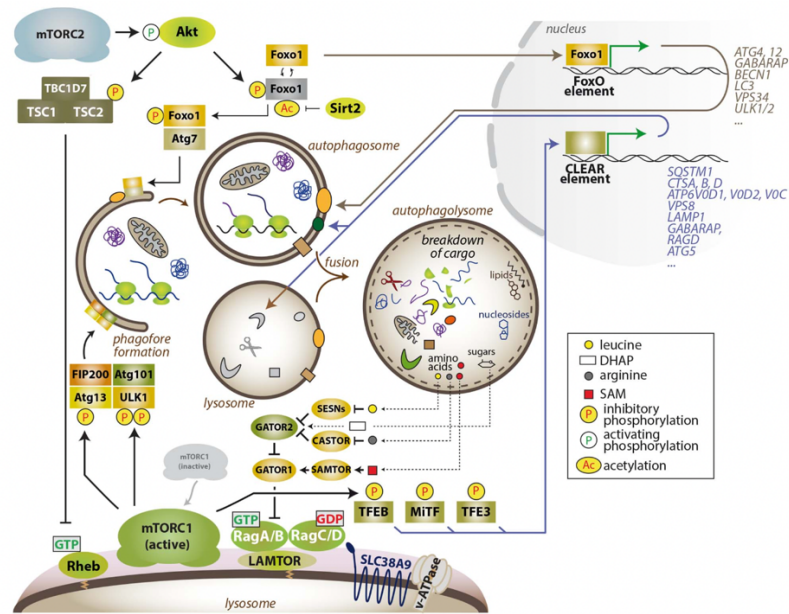 mTORC2
P
Akt
TBC1D7
TSC1 TSC2
P
Foxo1
P
Foxo1
Ac
Sirt2
P
Foxo1
Atg7
nucleus
Foxo1
FoxO
element
ATG4, 12
GABARAP
BECN1
LC3
VPS34
ULK1/2
...
CLEAR
element
SQSTM1
CTSA, B, D
ATP6V0D1, V0D2, V0C
VPS8
LAMP1
GABARAP,
RAGD
ATG5
...
autophagosome
autophagolysome
fusion
breakdown
of cargo
lipids
nucleosides
amino
acids
sugars
phagofore
formation
lysosome
FIP200 Atg101
Atg13 ULK1
P P P
mTORC1
(inactive)
mTORC1
(active)
SESNs
GATOR2
CASTOR
GATOR1
SAMTOR
P P P
TFEB MiTF TFE3
GTP
Rheb
GTP GDP
RagA/B RagC/D
LAMTOR
SLC38A9
v-ATPase
lysosome
leucine
DHAP
arginine
SAM
P
inhibitory
phosphorylation
P
activating
phosphorylation
Ac
acetylation